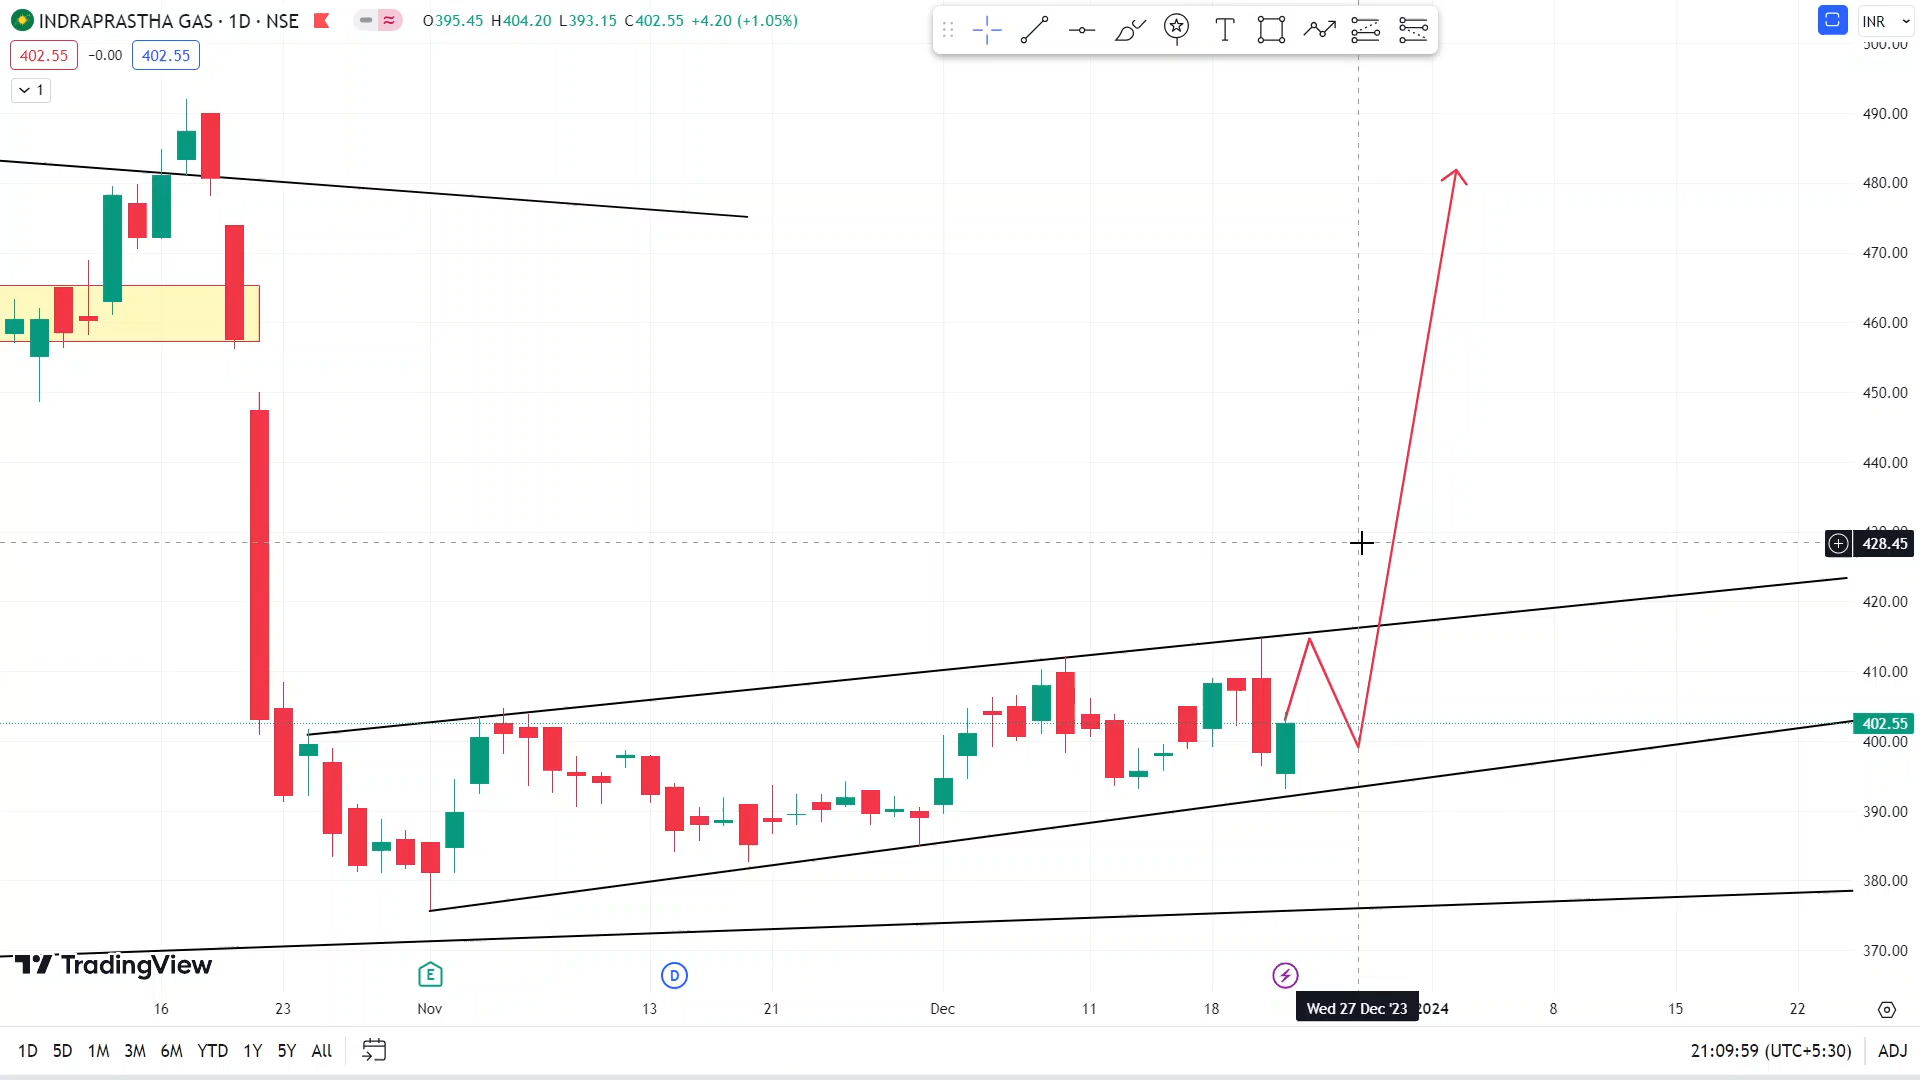 INDRAPRASTHA GAS · 1D · NSE
O395.45 H404.20 L393.15 C402.55 +4.20 (+1.05%)
INR
402.55 −0.00 402.55
1
500.00
490.00
480.00
470.00
460.00
450.00
440.00
430.00
428.45
420.00
410.00
402.55
400.00
390.00
380.00
370.00
TradingView
E
D
16 23 Nov 13 21 Dec 11 18 Wed 27 Dec '23 2024 8 15 22
1D 5D 1M 3M 6M YTD 1Y 5Y All
21:09:59 (UTC+5:30) ADJ